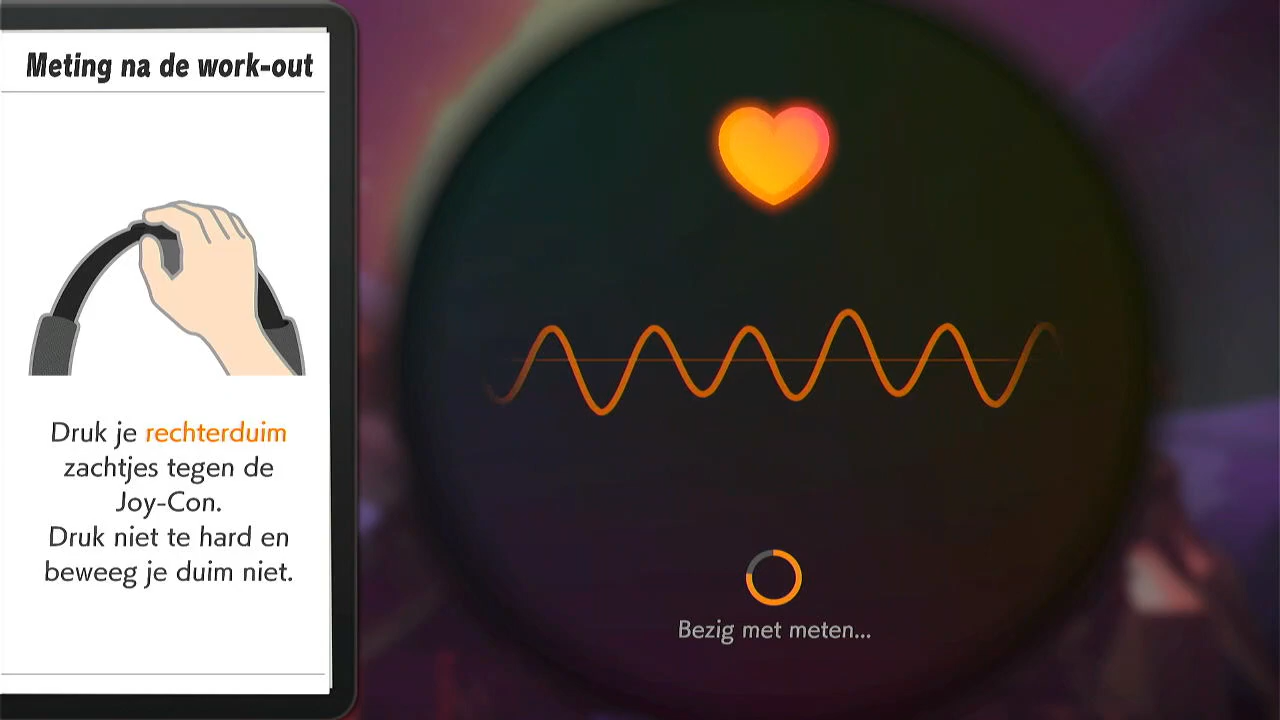 Meting na de work-out
Druk je rechterduim
zachtjes tegen de
Joy-Con.
Druk niet te hard en
beweeg je duim niet.
Bezig met meten...